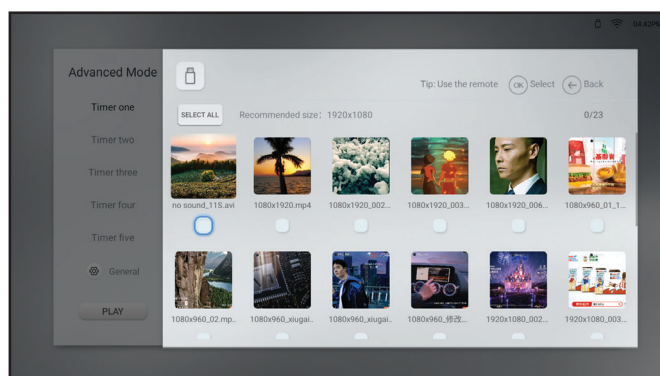 04:42PM
Advanced Mode
Tip: Use the remote OK Select Back
SELECT ALL Recommended size: 1920x1080 0/23
Timer one
Timer two
Timer three
Timer four
Timer five
General
PLAY
no sound_11S.avi 1080x1920.mp4 1080x1920_002... 1080x1920_003... 1080x1920_006... 1080x960_01_1...
1080x960_02.mp.. 1080x960_xiugai.. 1080x960_xiugai.. 1080x960_修改... 1920x1080_002... 1920x1080_003...